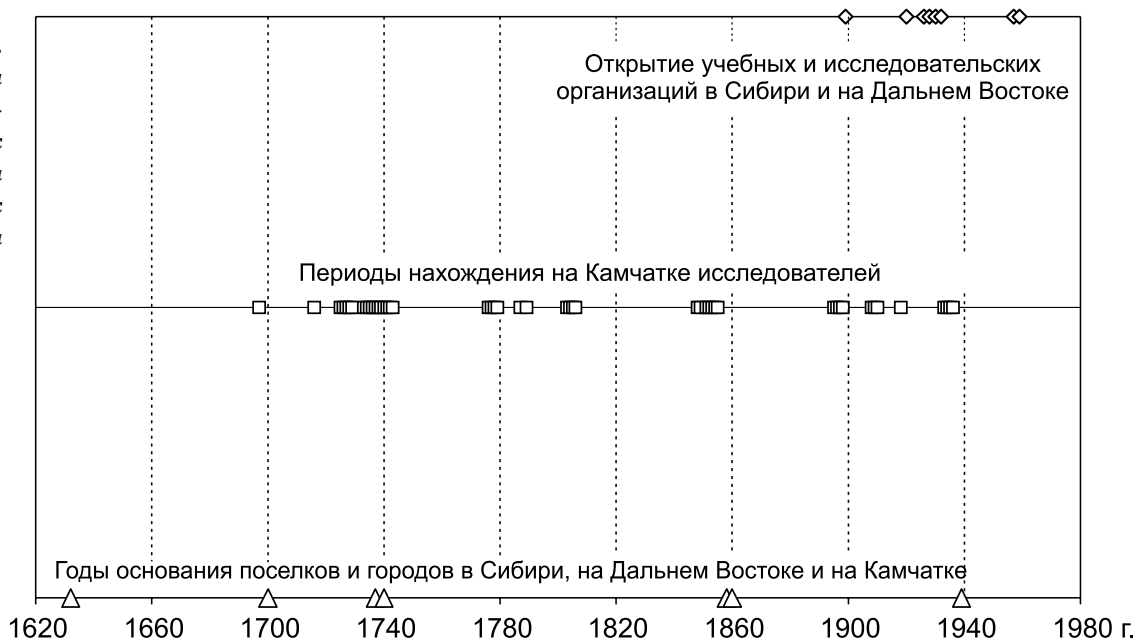 Открытие учебных и исследовательских
организаций в Сибири и на Дальнем Востоке
Периоды нахождения на Камчатке исследователей
Годы основания поселков и городов в Сибири, на Дальнем Востоке и на Камчатке
1620 1660 1700 1740 1780 1820 1860 1900 1940 1980 г.